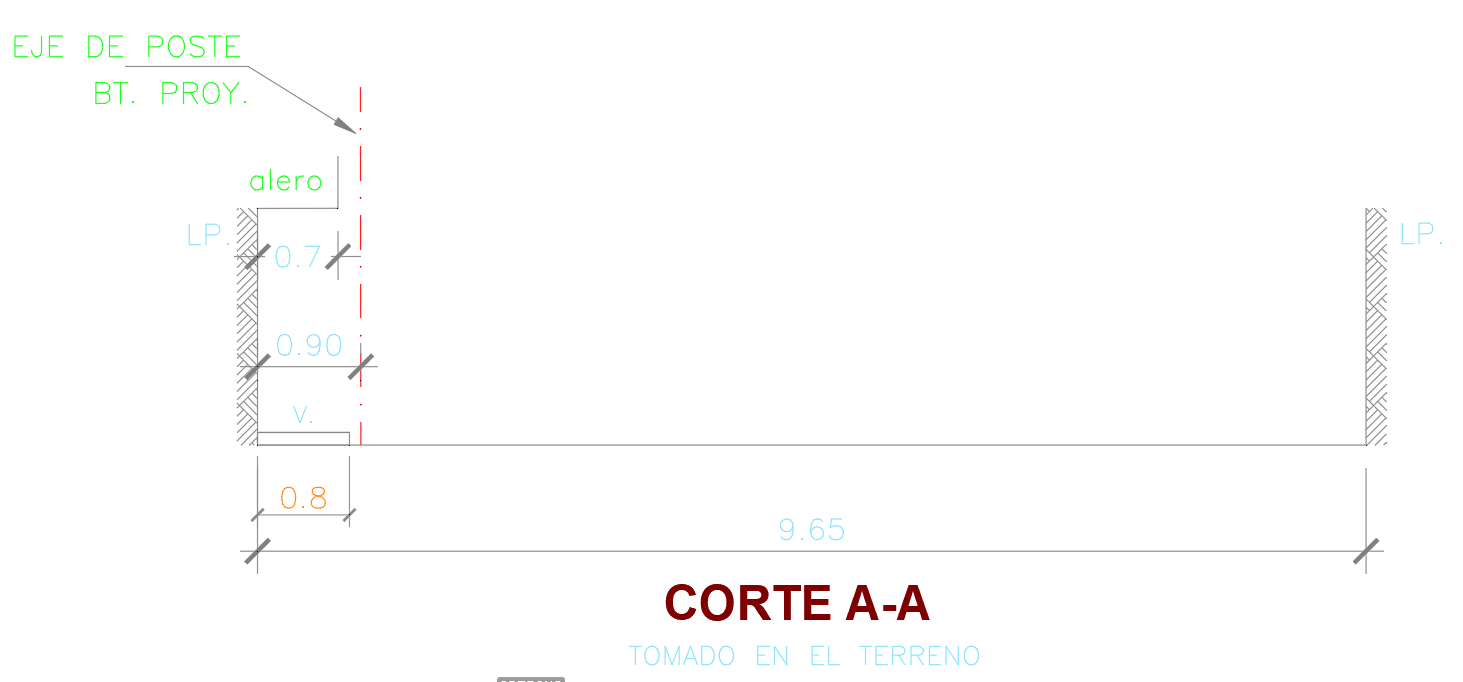 EJE DE POSTE
BT. PROY.
alero
LP.
LP.
0.7
0.90
V.
0.8
9.65
CORTE A-A
TOMADO EN EL TERRENO